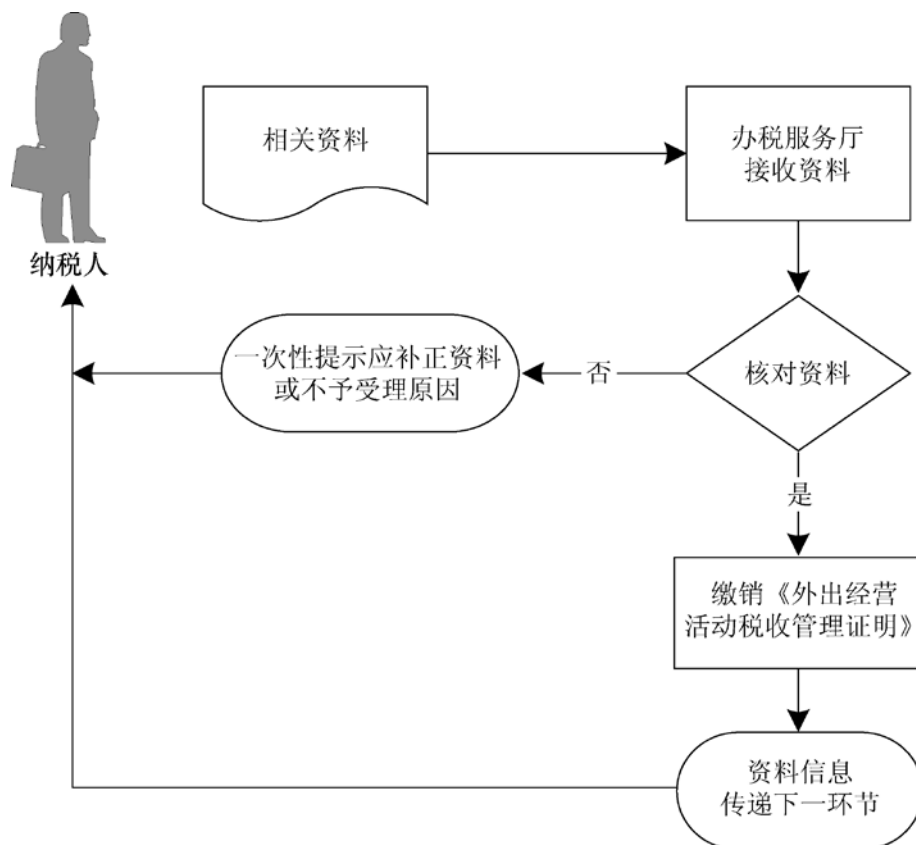 相关资料
办税服务厅
接收资料
纳税人
一次性提示应补正资料
或不予受理原因
否
核对资料
是
缴销《外出经营
活动税收管理证明》
资料信息
传递下一环节